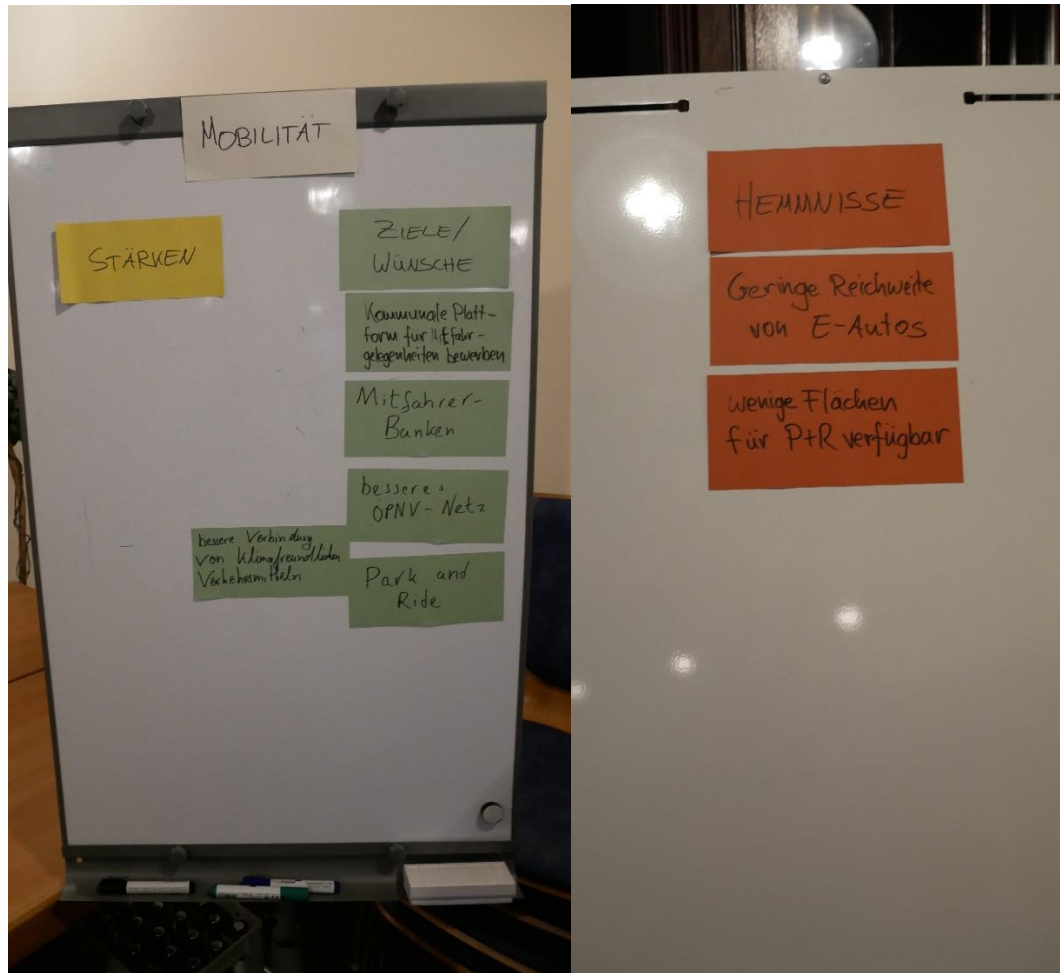 MOBILITÄT
STÄRKEN
ZIELE/
WÜNSCHE
Kommunale Platt-
form für Mitfahr-
gelegenheiten bewerben
Mitfahrer-
Banken
besseres
ÖPNV-Netz
bessere Verbindung
von klimafreundlichen
Verkehrsmitteln
Park and
Ride
HEMMNISSE
Geringe Reichweite
von E-Autos
wenige Flächen
für P+R verfügbar